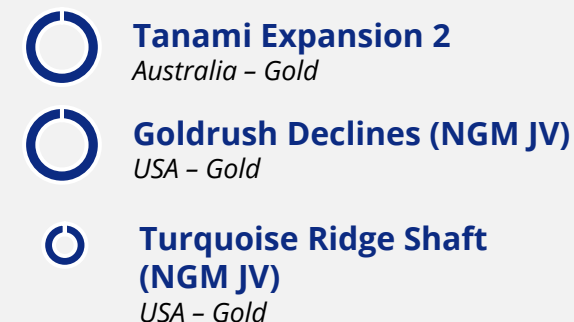 Tanami Expansion 2
Australia – Gold
Goldrush Declines (NGM JV)
USA – Gold
Turquoise Ridge Shaft
(NGM JV)
USA – Gold